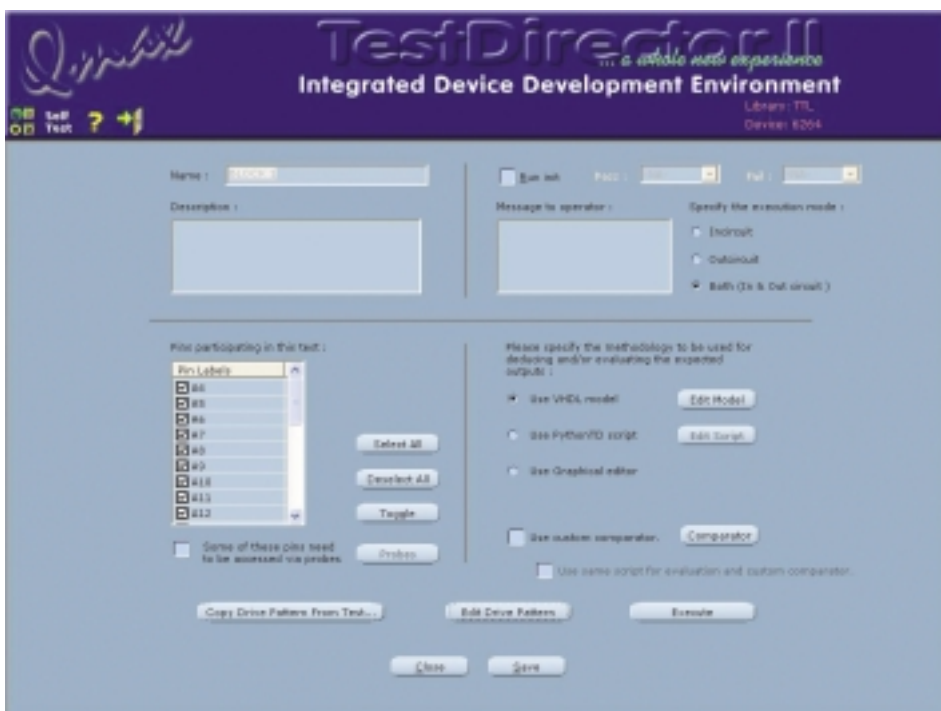 Qmax
TestDirector II
... a whole new experience
Integrated Device Development Environment
Library: TTL
Device: 6264
Self
Test
?
Name :
Run init
Pass :
Fail :
Description :
Message to operator :
Specify the execution mode :
Incircuit
Outcircuit
Both (In & Out circuit )
Pins participating in this test :
Pin Labels
A4
A5
A6
A7
A8
A9
A10
A11
A12
Select All
Deselect All
Toggle
Probes
Some of these pins need
to be accessed via probes
Please specify the methodology to be used for
deducing and/or evaluating the expected
outputs :
Use VHDL model
Edit Model
Use Python/TD script
Edit Script
Use Graphical editor
Use custom comparator.
Comparator
Use same script for evaluation and custom comparator.
Copy Drive Pattern From Test...
Edit Drive Pattern
Execute
Close
Save